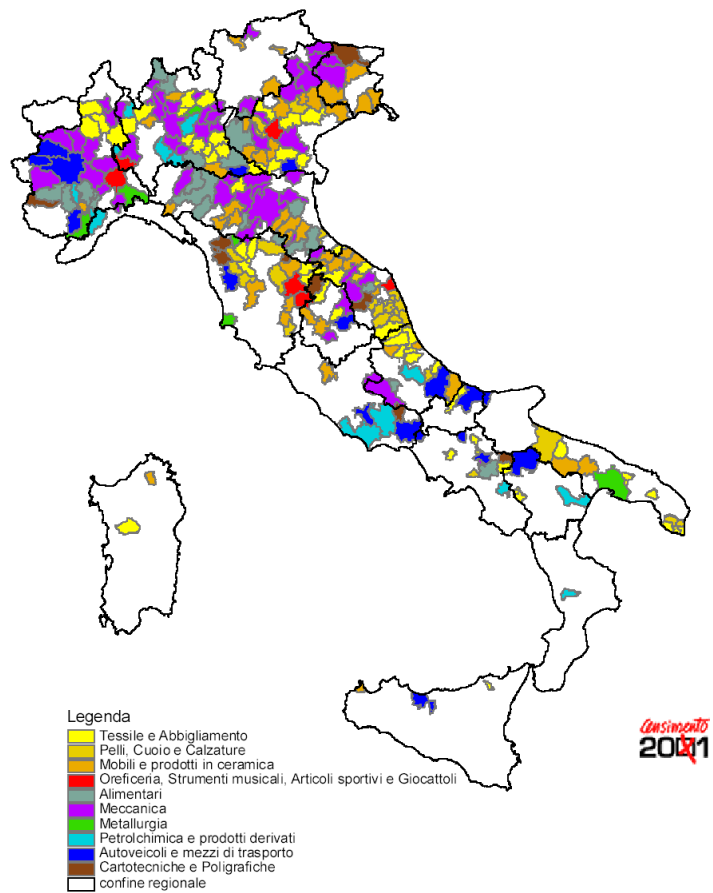 Legenda
Tessile e Abbigliamento
Pelli, Cuoio e Calzature
Mobili e prodotti in ceramica
Oreficeria, Strumenti musicali, Articoli sportivi e Giocattoli
Alimentari
Meccanica
Metallurgia
Petrolchimica e prodotti derivati
Autoveicoli e mezzi di trasporto
Cartotecniche e Poligrafiche
confine regionale
Censimento
2001